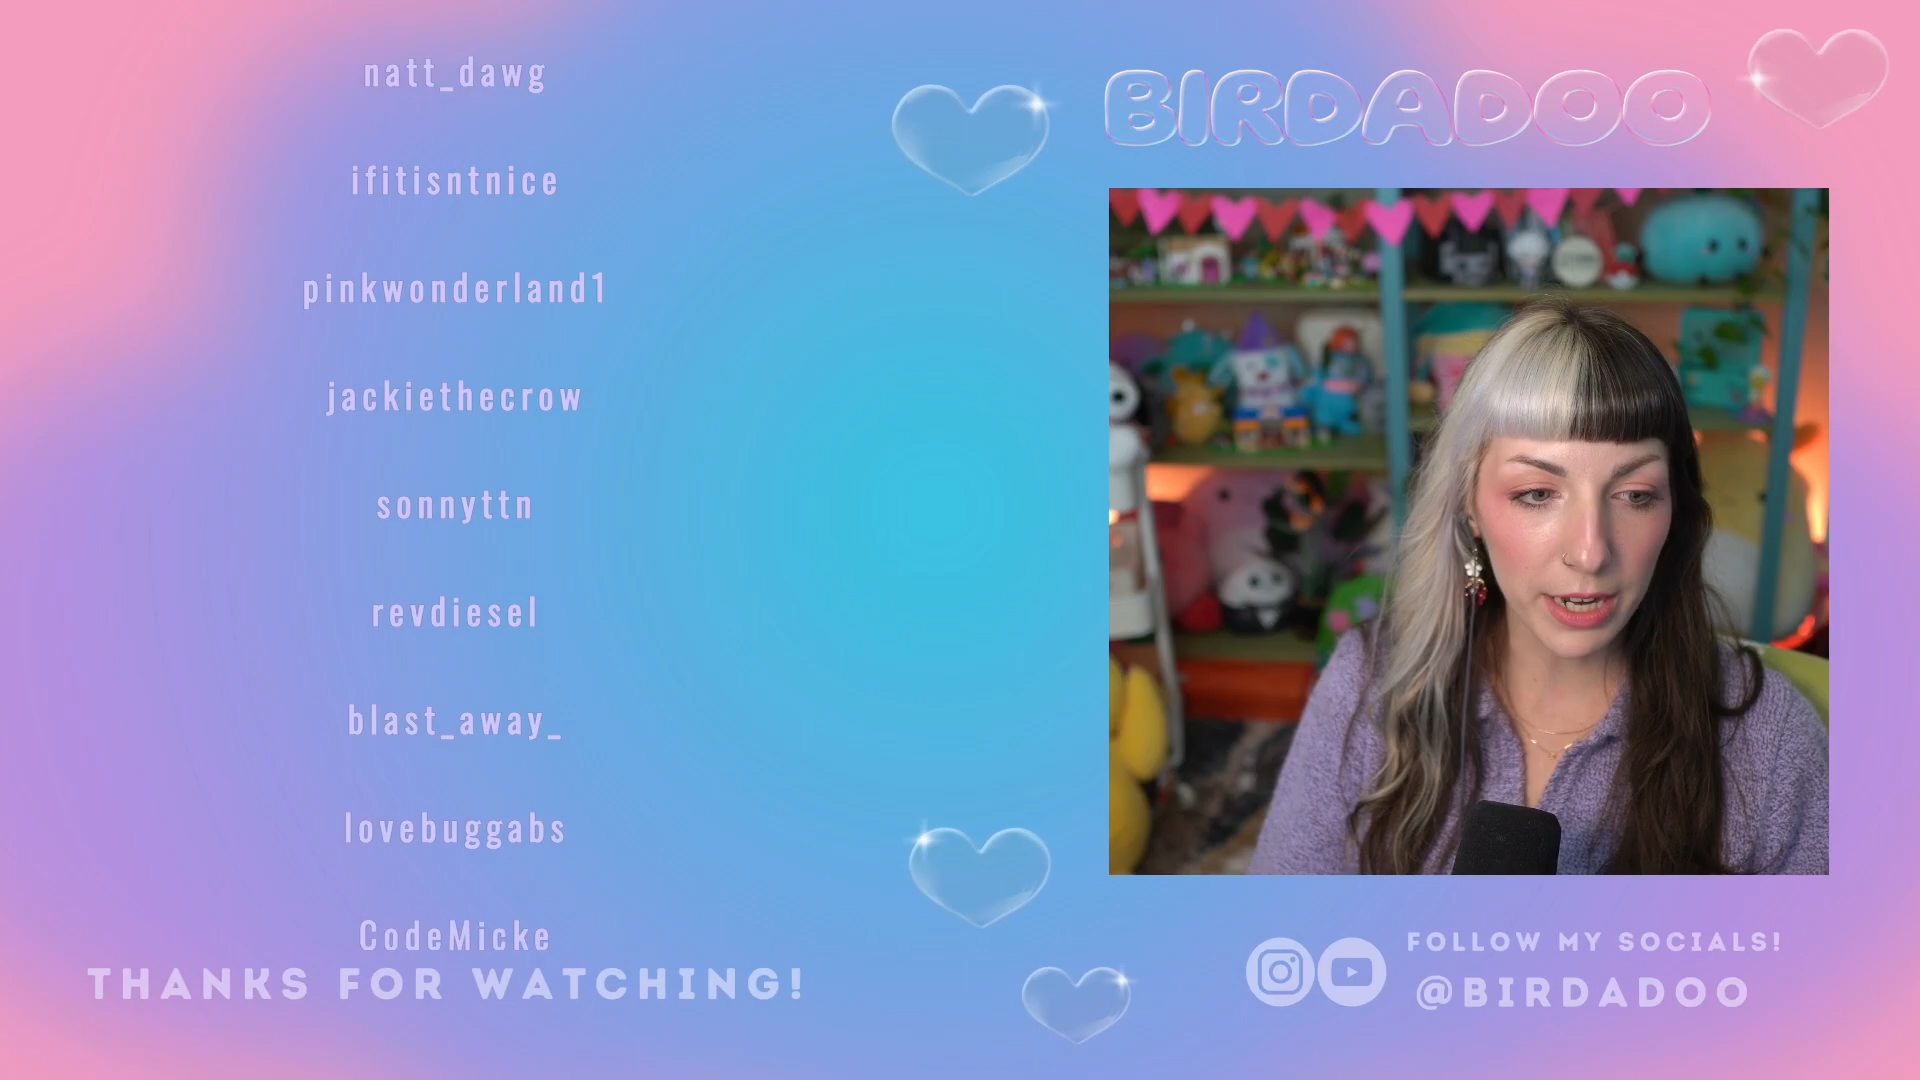 natt_dawg
ifitisntnice
pinkwonderland1
jackiethecrow
sonnyttn
revdiesel
blast_away_
lovebuggabs
CodeMicke
THANKS FOR WATCHING!
BIRDADOO
FOLLOW MY SOCIALS!
@BIRDADOO